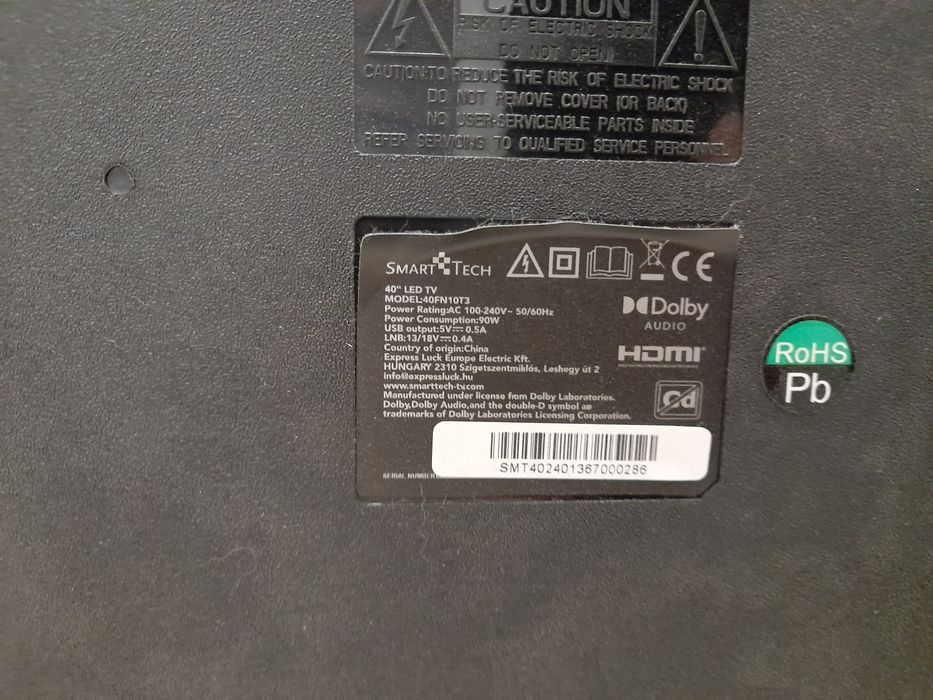 CAUTION
RISK OF ELECTRIC SHOCK
DO NOT OPEN!
CAUTION:TO REDUCE THE RISK OF ELECTRIC SHOCK
DO NOT REMOVE COVER (OR BACK)
NO USER-SERVICEABLE PARTS INSIDE
REFER SERVICING TO QUALIFIED SERVICE PERSONNEL
SMART TECH
CE
40" LED TV
MODEL:40FN10T3
Power Rating:AC 100-240V~ 50/60Hz
Power Consumption:90W
USB output:5V⎓ 0.5A
LNB:13/18V⎓ 0.4A
Country of origin:China
Express Luck Europe Electric Kft.
HUNGARY 2310 Szigetszentmiklós, Leshegy út 2
info@expressluck.hu
www.smarttech-tv.com
Manufactured under license from Dolby Laboratories.
Dolby,Dolby Audio,and the double-D symbol ae
trademarks of Dolby Laboratories Licensing Corporation.
Dolby
AUDIO
HDMI
Cd
SERIAL NUMBER
SMT402401367000286
RoHS
Pb